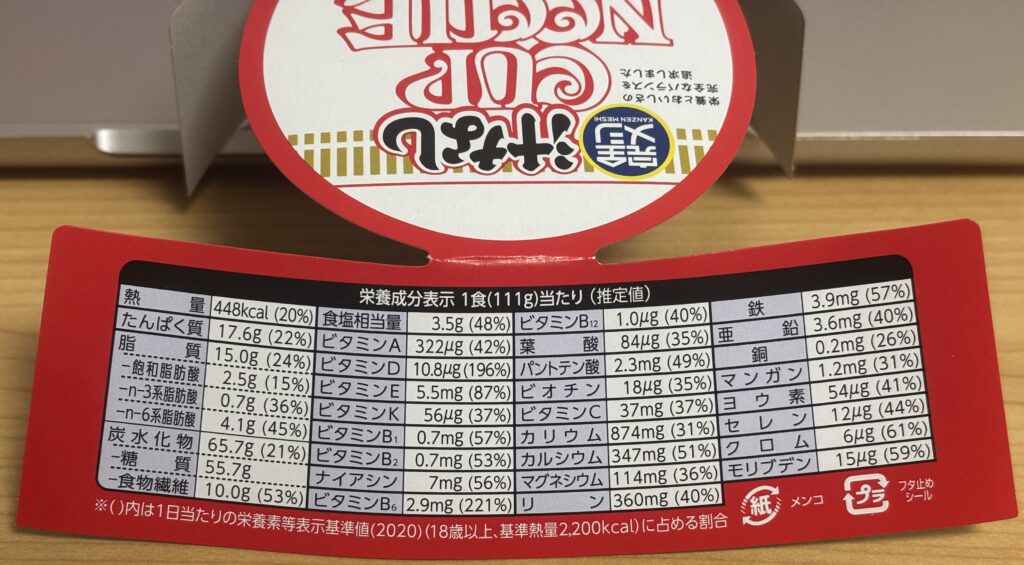 CUP
NOODLE
汁なし
完全メシ
KANZEN MESHI
栄養とおいしさの
完全なバランスを
追求しました
栄養成分表示 1食(111g)当たり (推定値)
熱量 448kcal (20%)
たんぱく質 17.6g (22%)
脂質 15.0g (24%)
-飽和脂肪酸 2.5g (15%)
-n-3系脂肪酸 0.7g (36%)
-n-6系脂肪酸 4.1g (45%)
炭水化物 65.7g (21%)
-糖質 55.7g
-食物繊維 10.0g (53%)
食塩相当量 3.5g (48%)
ビタミンA 322μg (42%)
ビタミンD 10.8μg(196%)
ビタミンE 5.5mg (87%)
ビタミンK 56μg (37%)
ビタミンB₁ 0.7mg (57%)
ビタミンB₂ 0.7mg (53%)
ナイアシン 7mg (56%)
ビタミンB₆ 2.9mg (221%)
ビタミンB₁₂ 1.0μg (40%)
葉酸 84μg (35%)
パントテン酸 2.3mg (49%)
ビオチン 18μg (35%)
ビタミンC 37mg (37%)
カリウム 874mg (31%)
カルシウム 347mg (51%)
マグネシウム 114mg (36%)
リン 360mg (40%)
鉄 3.9mg (57%)
亜鉛 3.6mg (40%)
銅 0.2mg (26%)
マンガン 1.2mg (31%)
ヨウ素 54μg (41%)
セレン 12μg (44%)
クロム 6μg (61%)
モリブデン 15μg (59%)
※( )内は1日当たりの栄養素等表示基準値(2020) (18歳以上、基準熱量2,200kcal)に占める割合
紙 メンコ
プラ フタ止め
シール